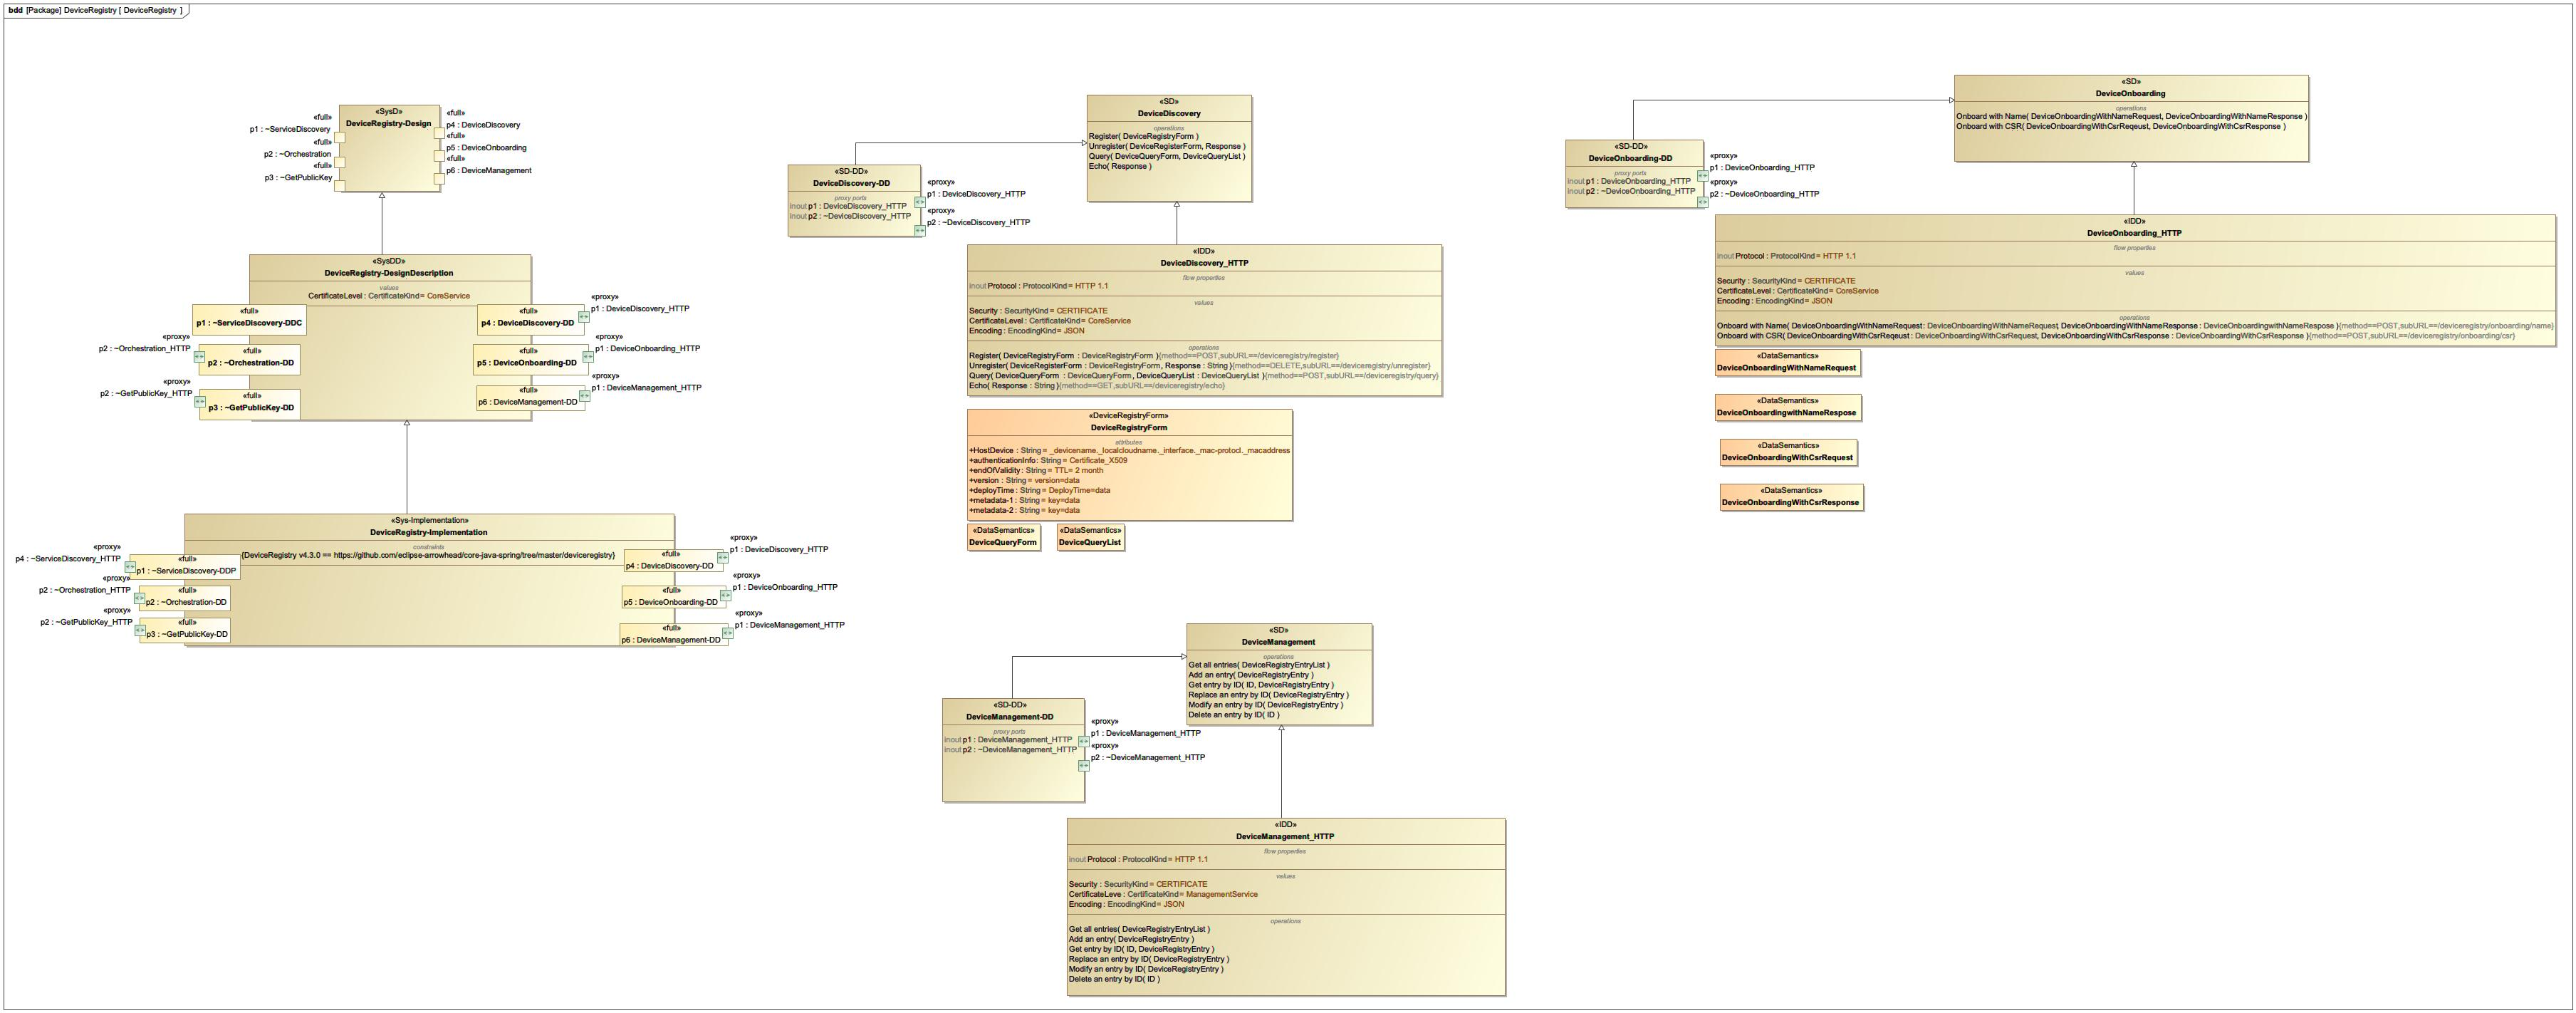 bdd [Package] DeviceRegistry [ DeviceRegistry ]
«SysD»
DeviceRegistry-Design
«full»
p1 : ~ServiceDiscovery
«full»
p2 : ~Orchestration
«full»
p3 : ~GetPublicKey
«full»
p4 : DeviceDiscovery
«full»
p5 : DeviceOnboarding
«full»
p6 : DeviceManagement
«SysDD»
DeviceRegistry-DesignDescription
values
CertificateLevel : CertificateKind = CoreService
«full»
p1 : ~ServiceDiscovery-DDC
«proxy»
p2 : ~Orchestration_HTTP
«full»
p2 : ~Orchestration-DD
«proxy»
p2 : ~GetPublicKey_HTTP
«full»
p3 : ~GetPublicKey-DD
«full»
p4 : DeviceDiscovery-DD
«proxy»
p1 : DeviceDiscovery_HTTP
«full»
p5 : DeviceOnboarding-DD
«proxy»
p1 : DeviceOnboarding_HTTP
«full»
p6 : DeviceManagement-DD
«proxy»
p1 : DeviceManagement_HTTP
«Sys-Implementation»
DeviceRegistry-Implementation
constraints
{DeviceRegistry v4.3.0 == https://github.com/eclipse-arrowhead/core-java-spring/tree/master/deviceregistry}
«proxy»
p4 : ~ServiceDiscovery_HTTP
«full»
p1 : ~ServiceDiscovery-DDP
«proxy»
p2 : ~Orchestration_HTTP
«full»
p2 : ~Orchestration-DD
«proxy»
p2 : ~GetPublicKey_HTTP
«full»
p3 : ~GetPublicKey-DD
«full»
p4 : DeviceDiscovery-DD
«proxy»
p1 : DeviceDiscovery_HTTP
«full»
p5 : DeviceOnboarding-DD
«proxy»
p1 : DeviceOnboarding_HTTP
«full»
p6 : DeviceManagement-DD
«proxy»
p1 : DeviceManagement_HTTP
«SD»
DeviceDiscovery
operations
Register( DeviceRegistryForm )
Unregister( DeviceRegisterForm, Response )
Query( DeviceQueryForm, DeviceQueryList )
Echo( Response )
«SD-DD»
DeviceDiscovery-DD
proxy ports
inout p1 : DeviceDiscovery_HTTP
inout p2 : ~DeviceDiscovery_HTTP
«proxy»
p1 : DeviceDiscovery_HTTP
«proxy»
p2 : ~DeviceDiscovery_HTTP
«IDD»
DeviceDiscovery_HTTP
flow properties
inout Protocol : ProtocolKind = HTTP 1.1
values
Security : SecurityKind = CERTIFICATE
CertificateLevel : CertificateKind = CoreService
Encoding : EncodingKind = JSON
operations
Register( DeviceRegistryForm : DeviceRegistryForm ){method==POST,subURL==/deviceregistry/register}
Unregister( DeviceRegisterForm : DeviceRegistryForm, Response : String ){method==DELETE,subURL==/deviceregistry/unregister}
Query( DeviceQueryForm : DeviceQueryForm , DeviceQueryList : DeviceQueryList ){method==POST,subURL==/deviceregistry/query}
Echo( Response : String ){method==GET,subURL==/deviceregistry/echo}
«DeviceRegistryForm»
DeviceRegistryForm
attributes
+HostDevice : String = _devicename._localcloudname._interface._mac-protocl._macaddress
+authenticationInfo : String = Certificate_X509
+endOfValidity : String = TTL= 2 month
+version : String = version=data
+deployTime : String = DeployTime=data
+metadata-1 : String = key=data
+metadata-2 : String = key=data
«DataSemantics»
DeviceQueryForm
«DataSemantics»
DeviceQueryList
«SD»
DeviceOnboarding
operations
Onboard with Name( DeviceOnboardingWithNameRequest, DeviceOnboardingWithNameResponse )
Onboard with CSR( DeviceOnboardingWithCsrReqeust, DeviceOnboardingWithCsrResponse )
«SD-DD»
DeviceOnboarding-DD
proxy ports
inout p1 : DeviceOnboarding_HTTP
inout p2 : ~DeviceOnboarding_HTTP
«proxy»
p1 : DeviceOnboarding_HTTP
«proxy»
p2 : ~DeviceOnboarding_HTTP
«IDD»
DeviceOnboarding_HTTP
flow properties
inout Protocol : ProtocolKind = HTTP 1.1
values
Security : SecurityKind = CERTIFICATE
CertificateLevel : CertificateKind = CoreService
Encoding : EncodingKind = JSON
operations
Onboard with Name( DeviceOnboardingWithNameRequest : DeviceOnboardingWithNameRequest, DeviceOnboardingWithNameResponse : DeviceOnboardingwithNameRespose ){method==POST,subURL==/deviceregistry/onboarding/name}
Onboard with CSR( DeviceOnboardingWithCsrReqeust : DeviceOnboardingWithCsrRequest, DeviceOnboardingWithCsrResponse : DeviceOnboardingWithCsrResponse ){method==POST,subURL==/deviceregistry/onboarding/csr}
«DataSemantics»
DeviceOnboardingWithNameRequest
«DataSemantics»
DeviceOnboardingwithNameRespose
«DataSemantics»
DeviceOnboardingWithCsrRequest
«DataSemantics»
DeviceOnboardingWithCsrResponse
«SD»
DeviceManagement
operations
Get all entries( DeviceRegistryEntryList )
Add an entry( DeviceRegistryEntry )
Get entry by ID( ID, DeviceRegistryEntry )
Replace an entry by ID( DeviceRegistryEntry )
Modify an entry by ID( DeviceRegistryEntry )
Delete an entry by ID( ID )
«SD-DD»
DeviceManagement-DD
proxy ports
inout p1 : DeviceManagement_HTTP
inout p2 : ~DeviceManagement_HTTP
«proxy»
p1 : DeviceManagement_HTTP
«proxy»
p2 : ~DeviceManagement_HTTP
«IDD»
DeviceManagement_HTTP
flow properties
inout Protocol : ProtocolKind = HTTP 1.1
values
Security : SecurityKind = CERTIFICATE
CertificateLeve : CertificateKind = ManagementService
Encoding : EncodingKind = JSON
operations
Get all entries( DeviceRegistryEntryList )
Add an entry( DeviceRegistryEntry )
Get entry by ID( ID, DeviceRegistryEntry )
Replace an entry by ID( DeviceRegistryEntry )
Modify an entry by ID( DeviceRegistryEntry )
Delete an entry by ID( ID )